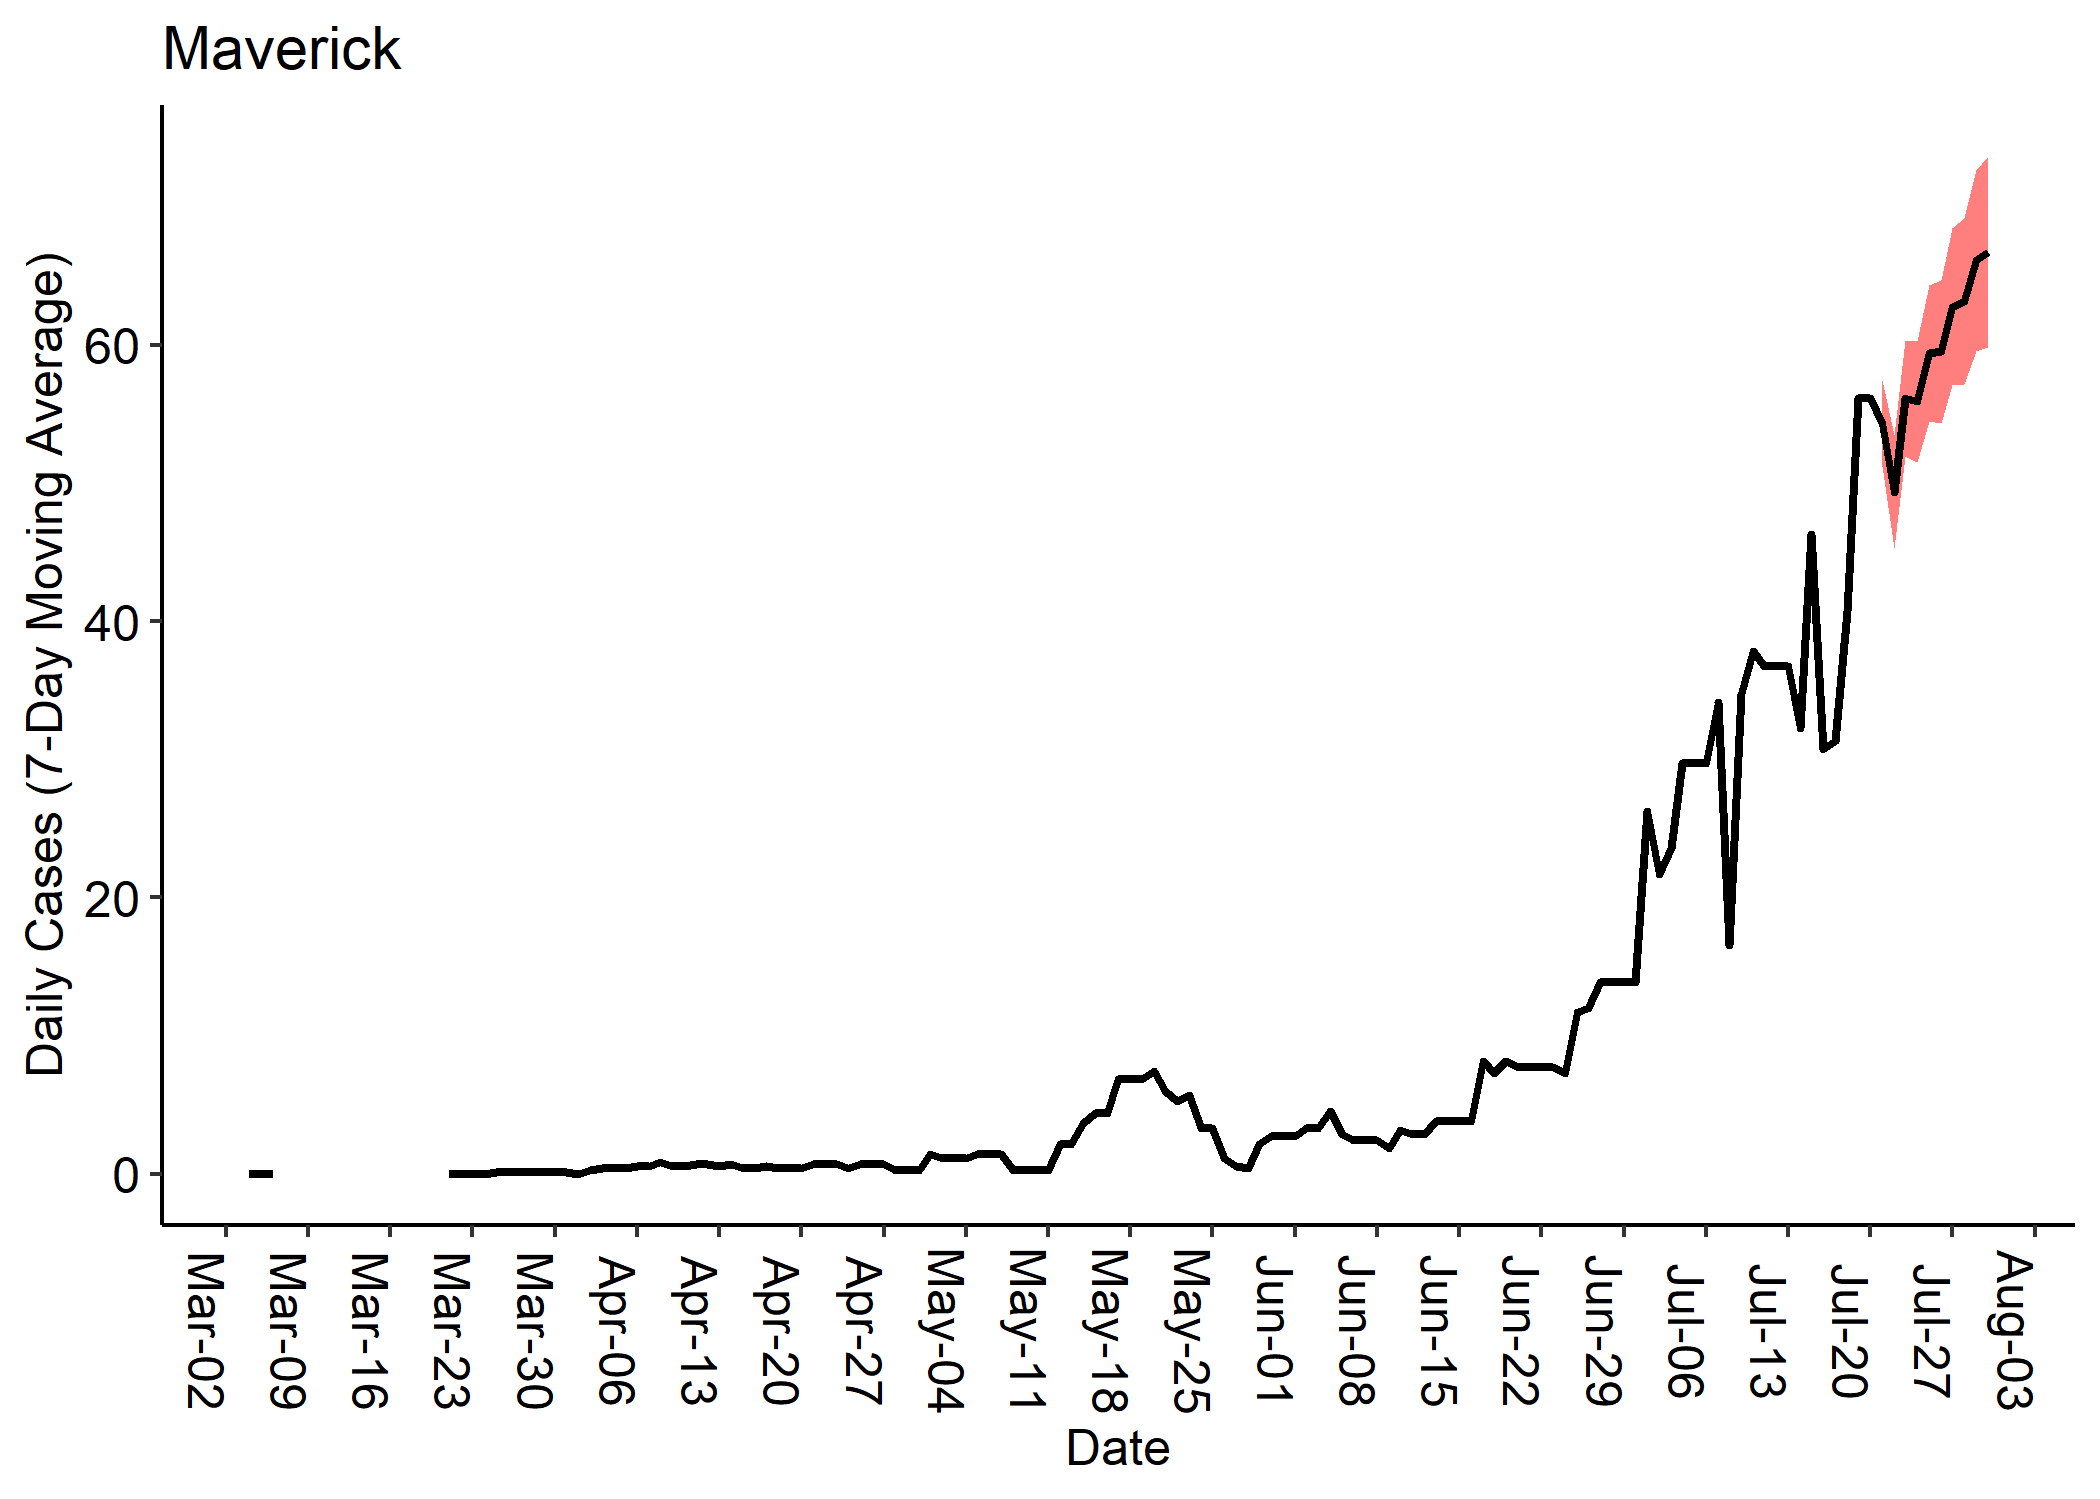 Maverick
Daily Cases (7-Day Moving Average)
60
40
20
0
Mar-02
Mar-09
Mar-16
Mar-23
Mar-30
Apr-06
Apr-13
Apr-20
Apr-27
May-04
May-11
May-18
May-25
Jun-01
Jun-08
Jun-15
Jun-22
Jun-29
Jul-06
Jul-13
Jul-20
Jul-27
Aug-03
Date